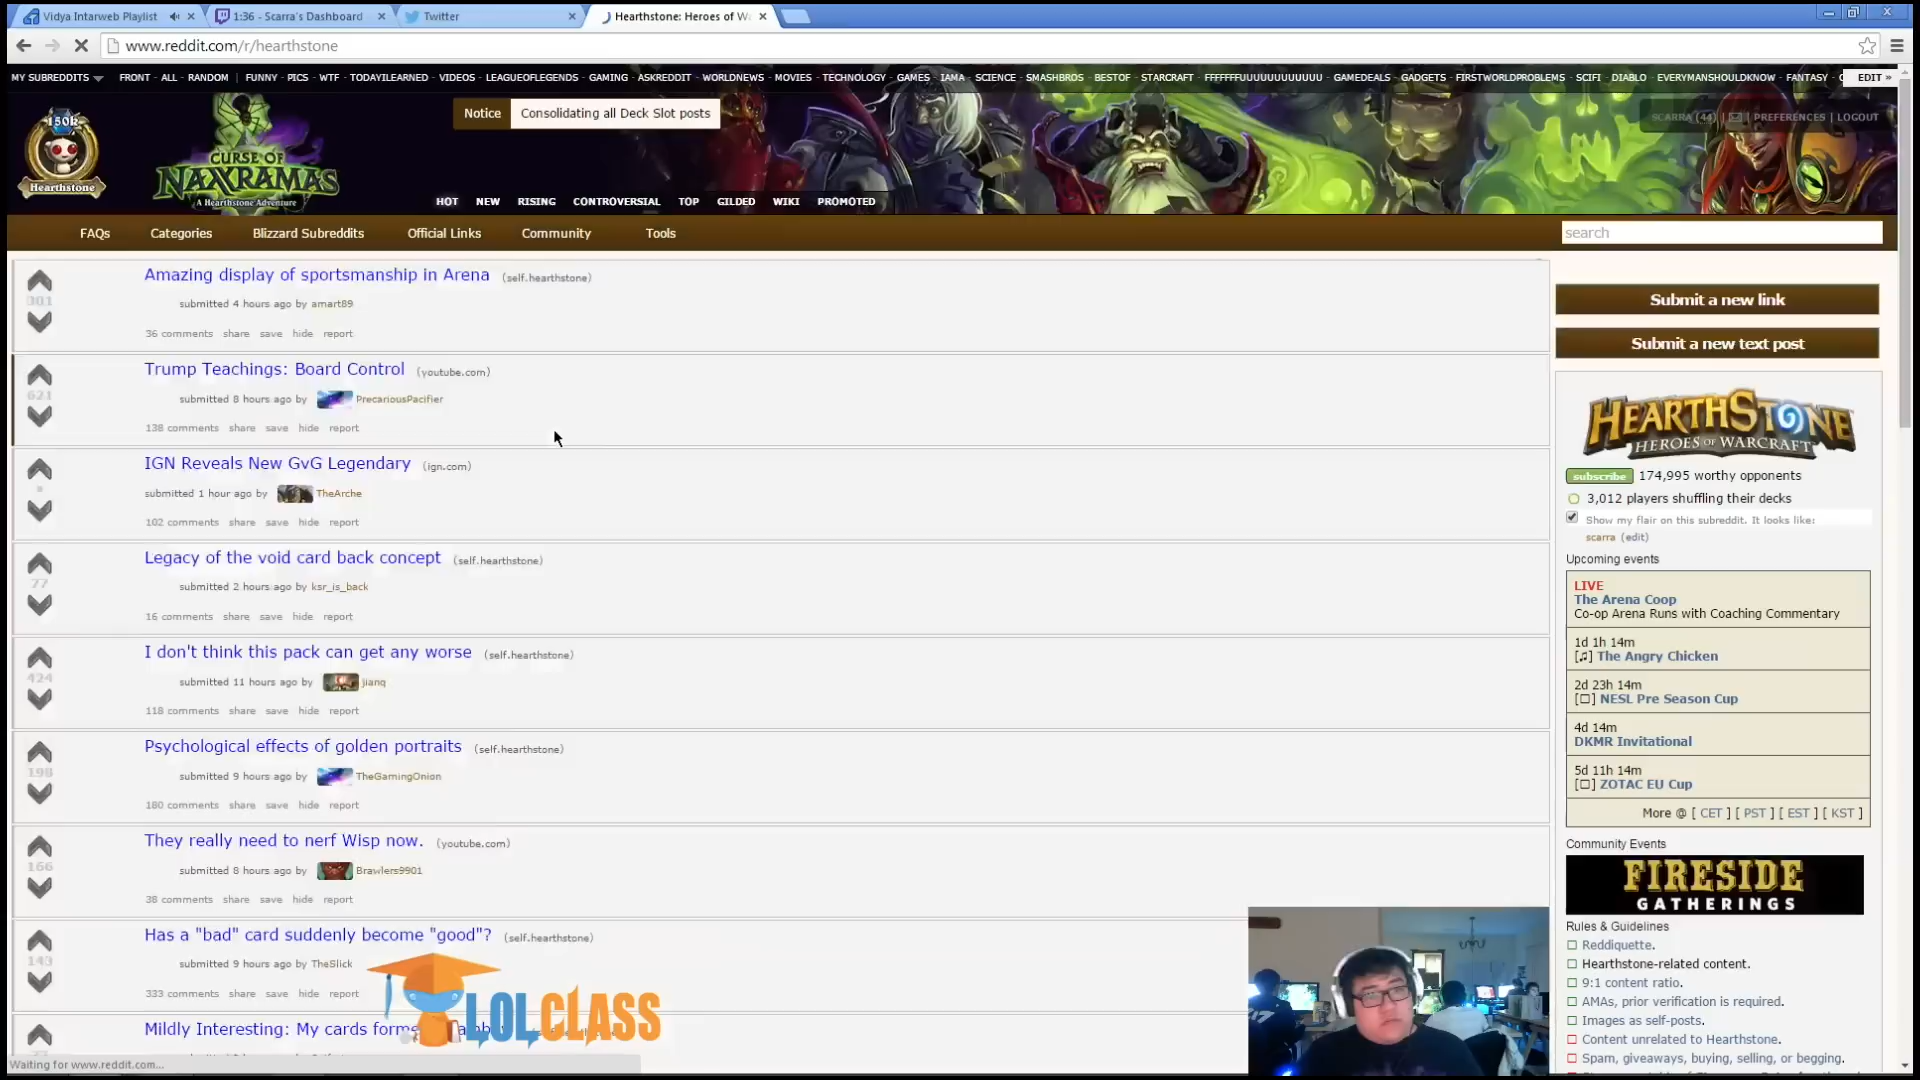 Vidya Intarweb Playlist
1:36 - Scarra's Dashboard
Twitter
Hearthstone: Heroes of W
www.reddit.com/r/hearthstone
MY SUBREDDITS FRONT - ALL - RANDOM | FUNNY - PICS - WTF - TODAYILEARNED - VIDEOS - LEAGUEOFLEGENDS - GAMING - ASKREDDIT - WORLDNEWS - MOVIES - TECHNOLOGY - GAMES - IAMA - SCIENCE - SMASHBROS - BESTOF - STARCRAFT - FFFFFFFUUUUUUUUUUUU - GAMEDEALS - GADGETS - FIRSTWORLDPROBLEMS - SCIFI - DIABLO - EVERYMANSHOULDKNOW - FANTASY - EDIT »
150k
Hearthstone
CURSE OF
NAXXRAMAS
A Hearthstone Adventure
Notice Consolidating all Deck Slot posts
SCARRA (44) | PREFERENCES | LOGOUT
HOT NEW RISING CONTROVERSIAL TOP GILDED WIKI PROMOTED
FAQs Categories Blizzard Subreddits Official Links Community Tools
search
Amazing display of sportsmanship in Arena (self.hearthstone)
301
submitted 4 hours ago by amart89
36 comments share save hide report
Trump Teachings: Board Control (youtube.com)
621
submitted 8 hours ago by PrecariousPacifier
138 comments share save hide report
IGN Reveals New GvG Legendary (ign.com)
•
submitted 1 hour ago by TheArche
102 comments share save hide report
Legacy of the void card back concept (self.hearthstone)
77
submitted 2 hours ago by ksr_is_back
16 comments share save hide report
I don't think this pack can get any worse (self.hearthstone)
424
submitted 11 hours ago by jianq
118 comments share save hide report
Psychological effects of golden portraits (self.hearthstone)
198
submitted 9 hours ago by TheGamingOnion
180 comments share save hide report
They really need to nerf Wisp now. (youtube.com)
166
submitted 8 hours ago by Brawlers9901
38 comments share save hide report
Has a "bad" card suddenly become "good"? (self.hearthstone)
143
submitted 9 hours ago by TheSlick
333 comments share save hide report
Mildly Interesting: My cards forme
LOLCLASS
Waiting for www.reddit.com...
Submit a new link
Submit a new text post
HEARTHSTONE
HEROES OF WARCRAFT
subscribe 174,995 worthy opponents
3,012 players shuffling their decks
Show my flair on this subreddit. It looks like:
scarra (edit)
Upcoming events
LIVE
The Arena Coop
Co-op Arena Runs with Coaching Commentary
1d 1h 14m
[♫] The Angry Chicken
2d 23h 14m
[□] NESL Pre Season Cup
4d 14m
DKMR Invitational
5d 11h 14m
[□] ZOTAC EU Cup
More @ [ CET ] [ PST ] [ EST ] [ KST ]
Community Events
FIRESIDE
GATHERINGS
Rules & Guidelines
Reddiquette.
Hearthstone-related content.
9:1 content ratio.
AMAs, prior verification is required.
Images as self-posts.
Content unrelated to Hearthstone.
Spam, giveaways, buying, selling, or begging.